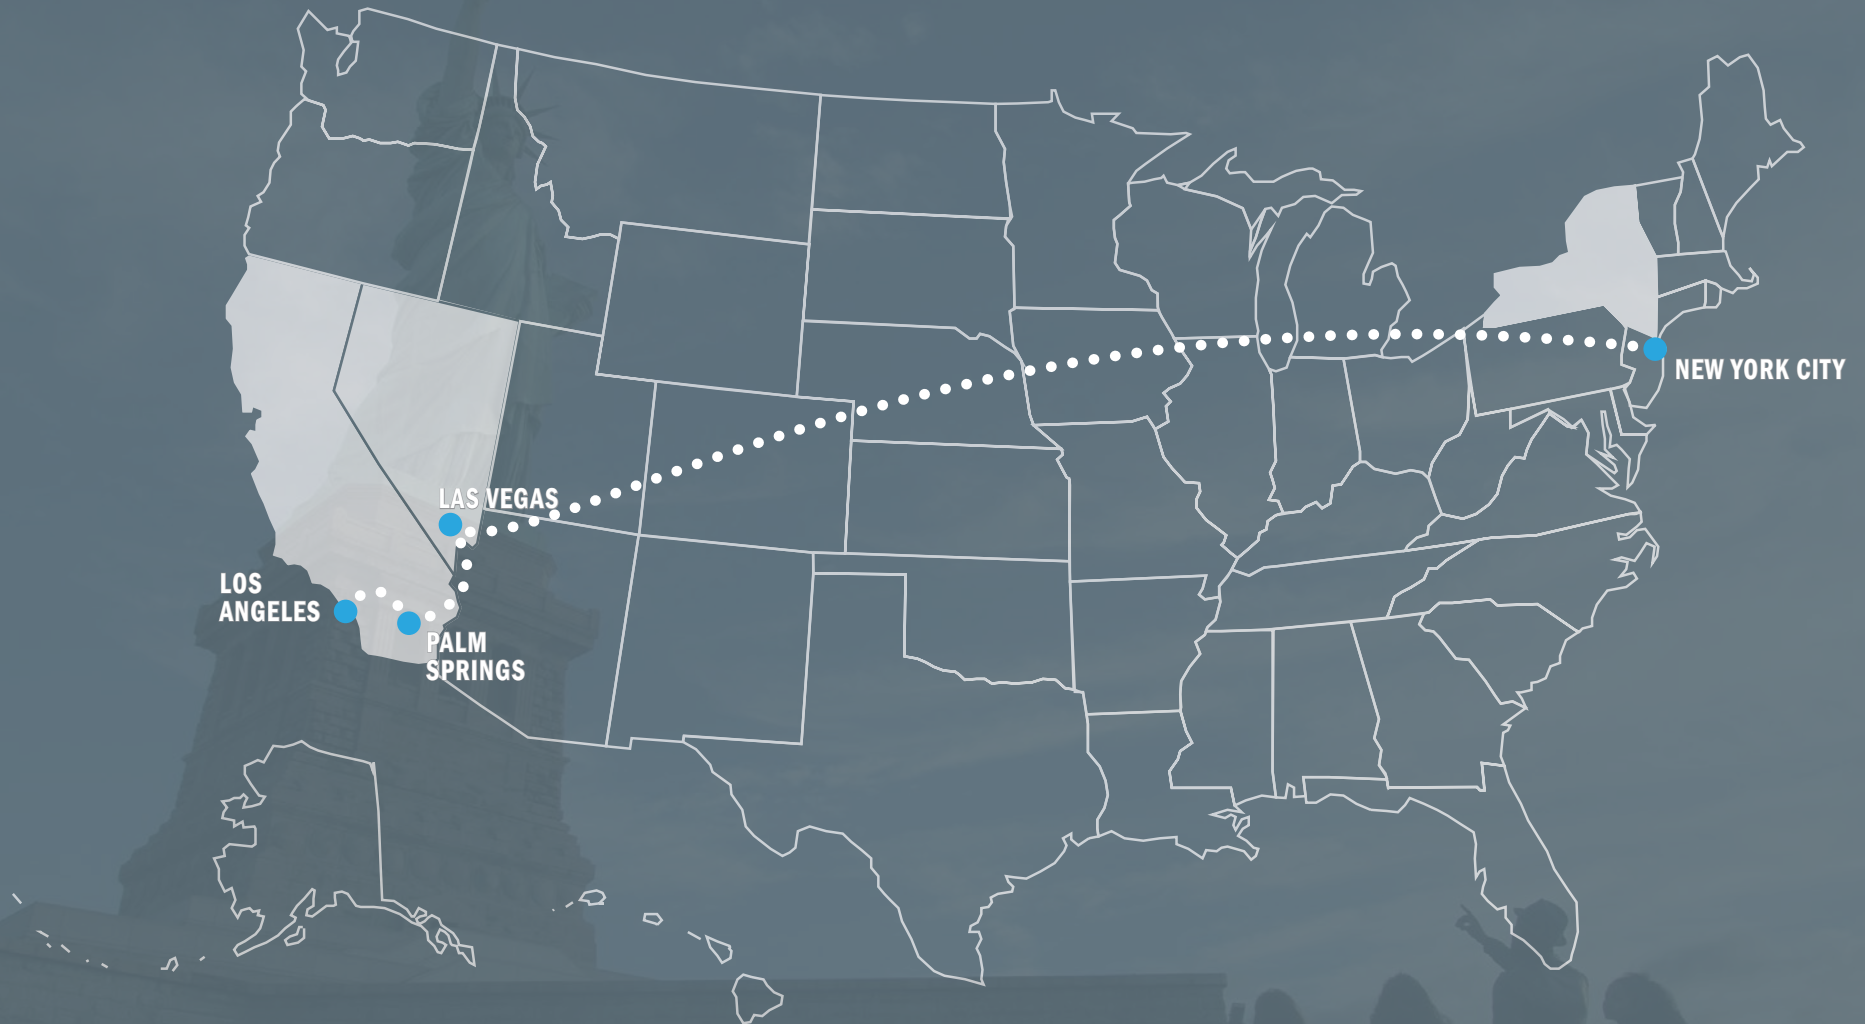 NEW YORK CITY
LAS VEGAS
LOS
ANGELES
PALM
SPRINGS